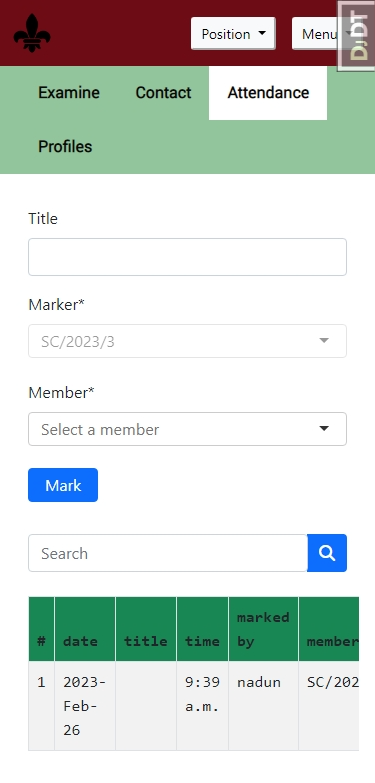 Position Menu DjDT
Examine Contact Attendance
Profiles
Title
Marker*
SC/2023/3
Member*
Select a member
Mark
Search
# date title time marked by member
1 2023-Feb-26 9:39 a.m. nadun SC/202